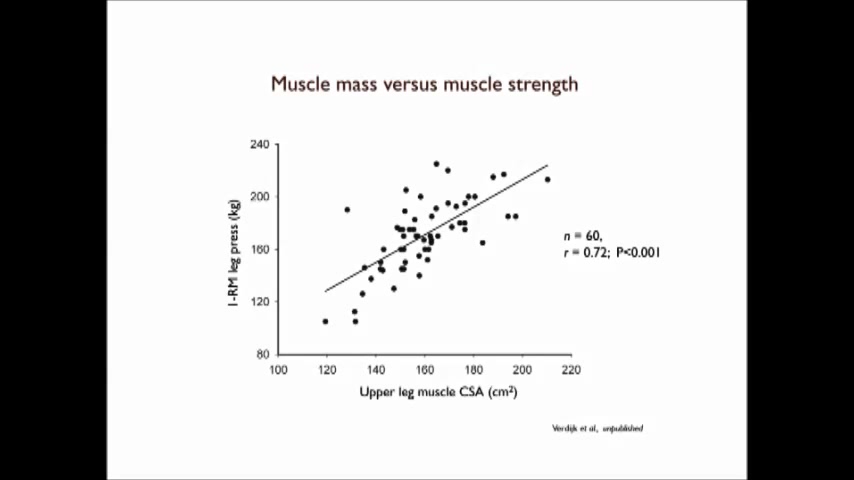 Muscle mass versus muscle strength
240
200
160
120
80
1-RM leg press (kg)
n = 60,
r = 0.72; P<0.001
100 120 140 160 180 200 220
Upper leg muscle CSA (cm²)
Verdijk et al, unpublished